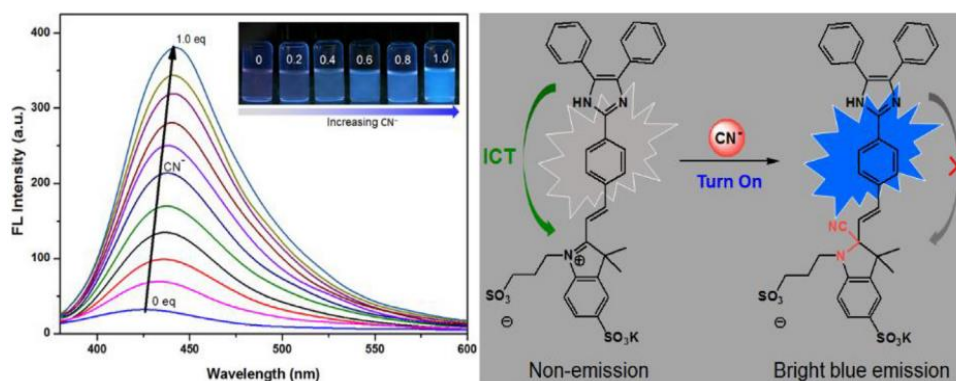 FL Intensity (a.u.)
400
300
200
100
0
400
450
500
550
600
Wavelength (nm)
1.0 eq
CN⁻
0 eq
0
0.2
0.4
0.6
0.8
1.0
Increasing CN⁻
HN
N
ICT
N
⊕
SO₃
⊖
SO₃K
Non-emission
CN⁻
Turn On
HN
N
X
NC
N
SO₃
⊖
SO₃K
Bright blue emission